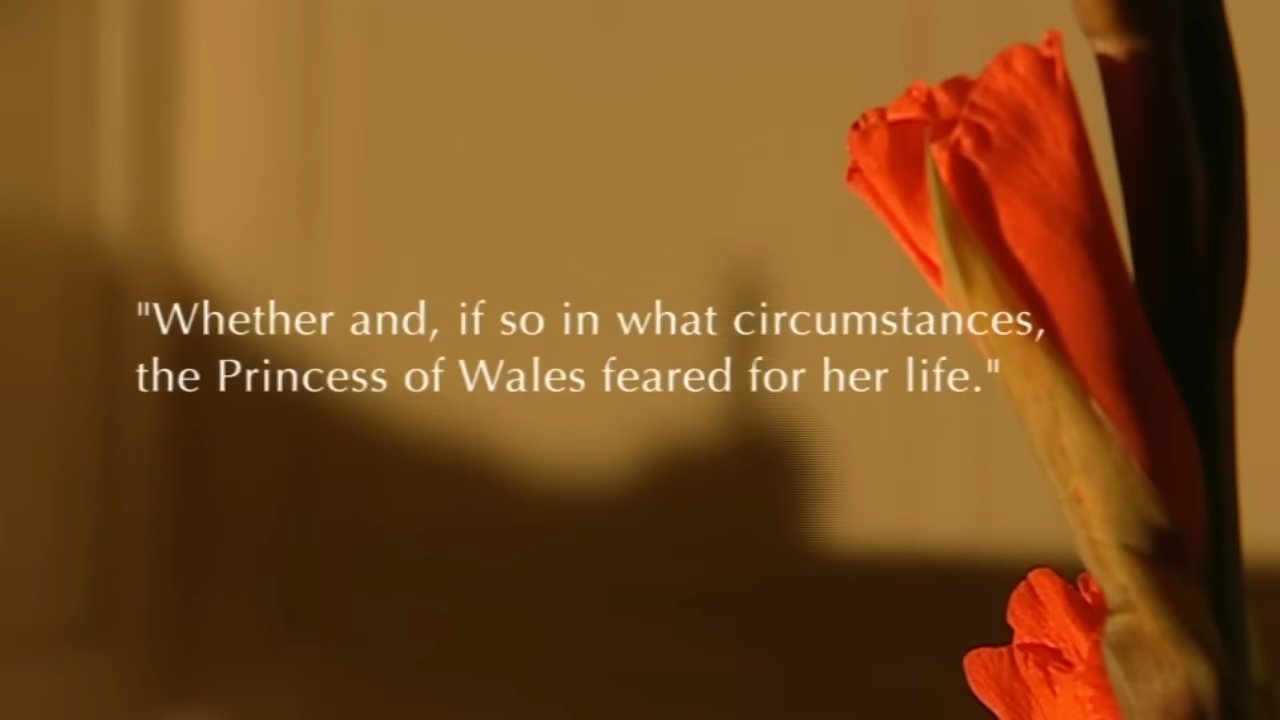 "Whether and, if so in what circumstances,
the Princess of Wales feared for her life."